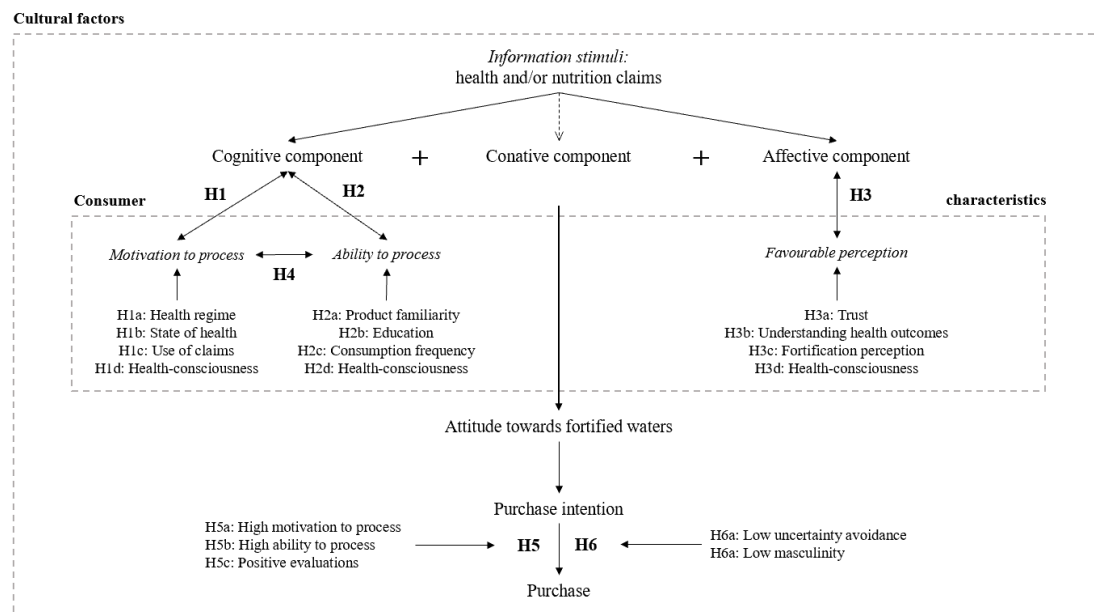 Cultural factors
Information stimuli:
health and/or nutrition claims
Cognitive component + Conative component + Affective component
H1 H2 H3
Consumer characteristics
Motivation to process H4 Ability to process Favourable perception
H1a: Health regime
H1b: State of health
H1c: Use of claims
H1d: Health-consciousness
H2a: Product familiarity
H2b: Education
H2c: Consumption frequency
H2d: Health-consciousness
H3a: Trust
H3b: Understanding health outcomes
H3c: Fortification perception
H3d: Health-consciousness
Attitude towards fortified waters
Purchase intention
H5a: High motivation to process
H5b: High ability to process
H5c: Positive evaluations
H5 H6
H6a: Low uncertainty avoidance
H6a: Low masculinity
Purchase